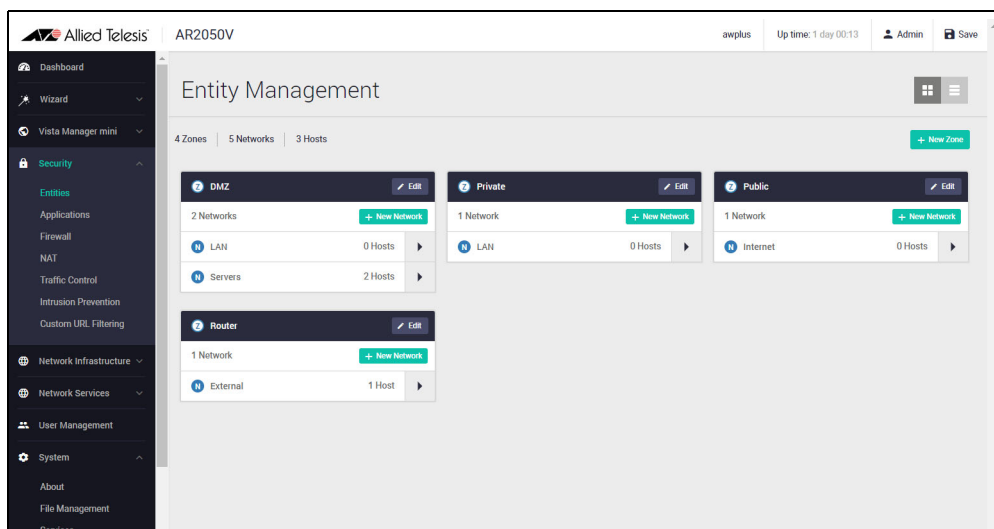 Allied Telesis
AR2050V
awplus
Up time: 1 day 00:13
Admin
Save
Dashboard
Wizard
Vista Manager mini
Security
Entities
Applications
Firewall
NAT
Traffic Control
Intrusion Prevention
Custom URL Filtering
Network Infrastructure
Network Services
User Management
System
About
File Management
Services
Entity Management
4 Zones
5 Networks
3 Hosts
+ New Zone
Z DMZ
Edit
2 Networks
+ New Network
N LAN
0 Hosts
N Servers
2 Hosts
Z Private
Edit
1 Network
+ New Network
N LAN
0 Hosts
Z Public
Edit
1 Network
+ New Network
N Internet
0 Hosts
Z Router
Edit
1 Network
+ New Network
N External
1 Host